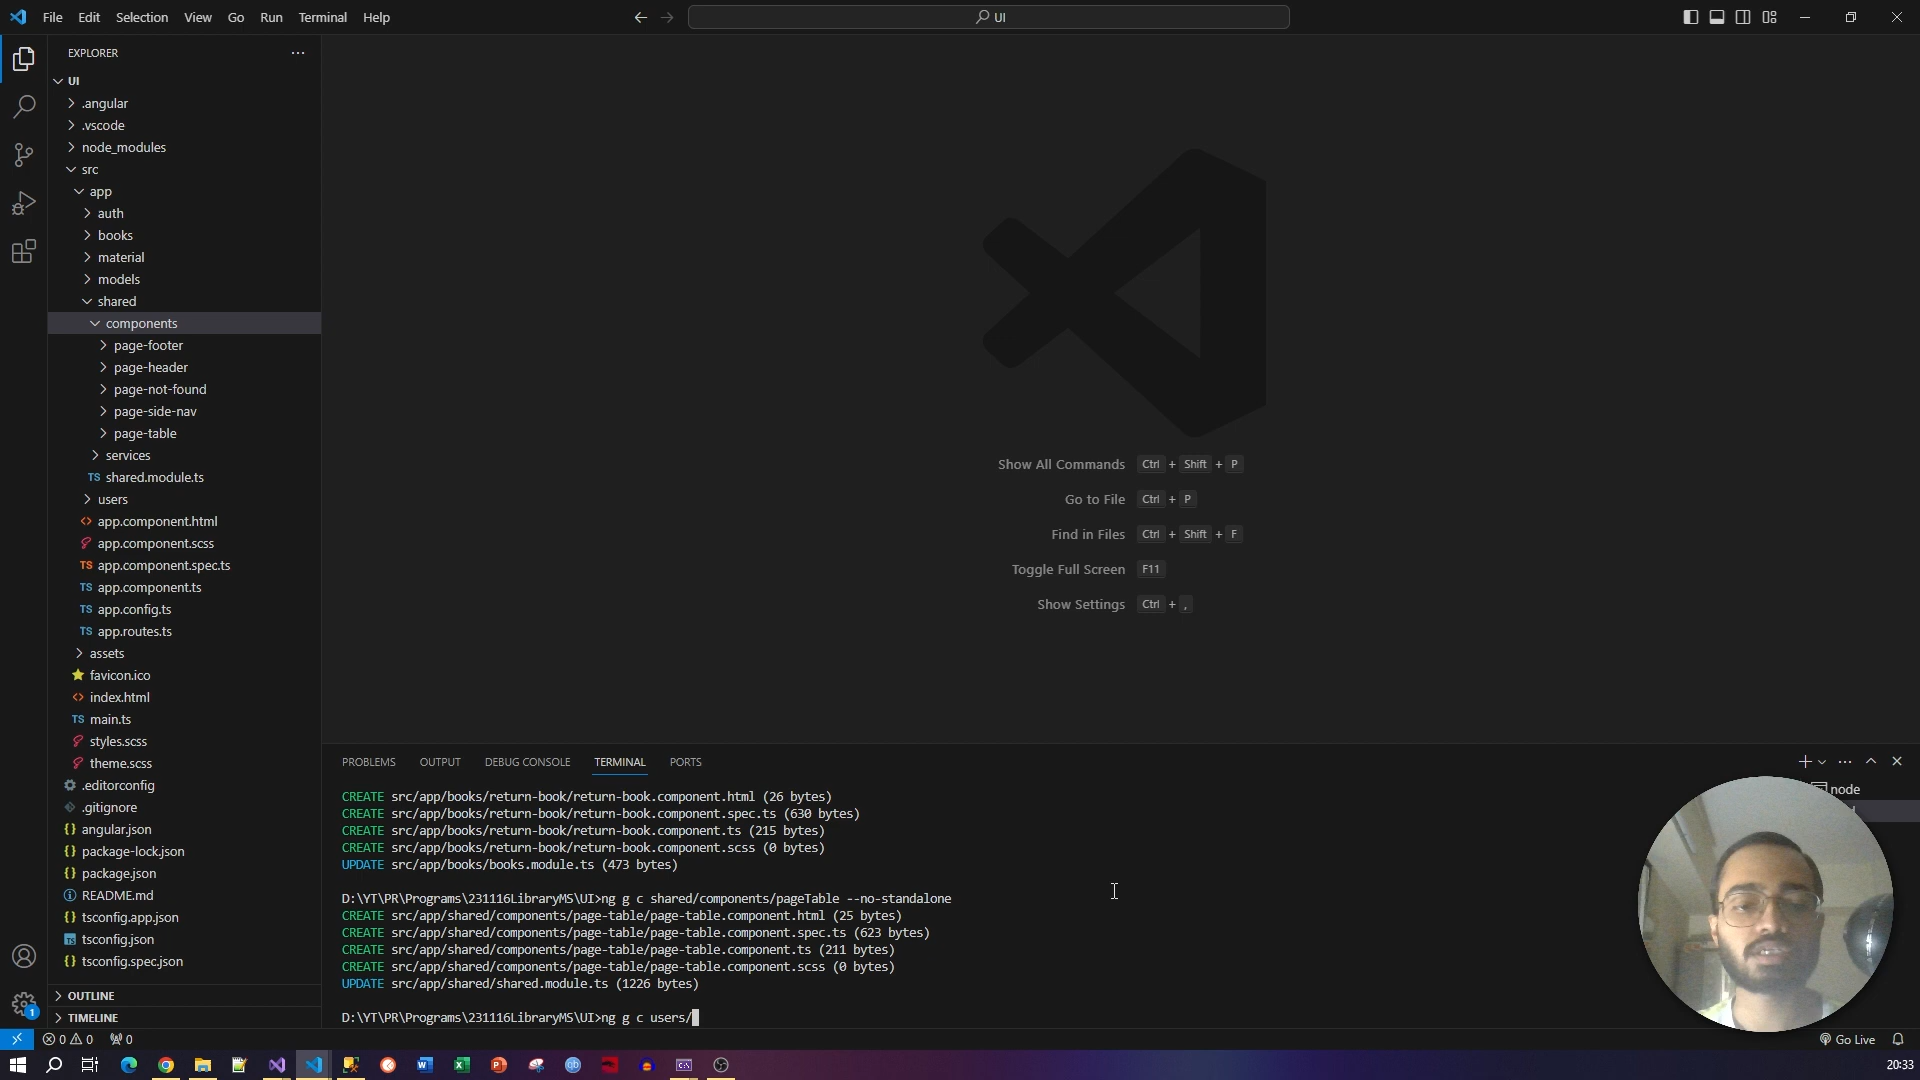 File Edit Selection View Go Run Terminal Help
UI
EXPLORER
UI
.angular
.vscode
node_modules
src
app
auth
books
material
models
shared
components
page-footer
page-header
page-not-found
page-side-nav
page-table
services
TS shared.module.ts
users
<> app.component.html
app.component.scss
TS app.component.spec.ts
TS app.component.ts
TS app.config.ts
TS app.routes.ts
assets
favicon.ico
<> index.html
TS main.ts
styles.scss
theme.scss
.editorconfig
.gitignore
{} angular.json
{} package-lock.json
{} package.json
README.md
{} tsconfig.app.json
TS tsconfig.json
{} tsconfig.spec.json
OUTLINE
TIMELINE
Show All Commands Ctrl + Shift + P
Go to File Ctrl + P
Find in Files Ctrl + Shift + F
Toggle Full Screen F11
Show Settings Ctrl + ,
PROBLEMS OUTPUT DEBUG CONSOLE TERMINAL PORTS
node
CREATE src/app/books/return-book/return-book.component.html (26 bytes)
CREATE src/app/books/return-book/return-book.component.spec.ts (630 bytes)
CREATE src/app/books/return-book/return-book.component.ts (215 bytes)
CREATE src/app/books/return-book/return-book.component.scss (0 bytes)
UPDATE src/app/books/books.module.ts (473 bytes)
D:\YT\PR\Programs\231116LibraryMS\UI>ng g c shared/components/pageTable --no-standalone
CREATE src/app/shared/components/page-table/page-table.component.html (25 bytes)
CREATE src/app/shared/components/page-table/page-table.component.spec.ts (623 bytes)
CREATE src/app/shared/components/page-table/page-table.component.ts (211 bytes)
CREATE src/app/shared/components/page-table/page-table.component.scss (0 bytes)
UPDATE src/app/shared/shared.module.ts (1226 bytes)
D:\YT\PR\Programs\231116LibraryMS\UI>ng g c users/
1
0 0 0
Go Live
20:33